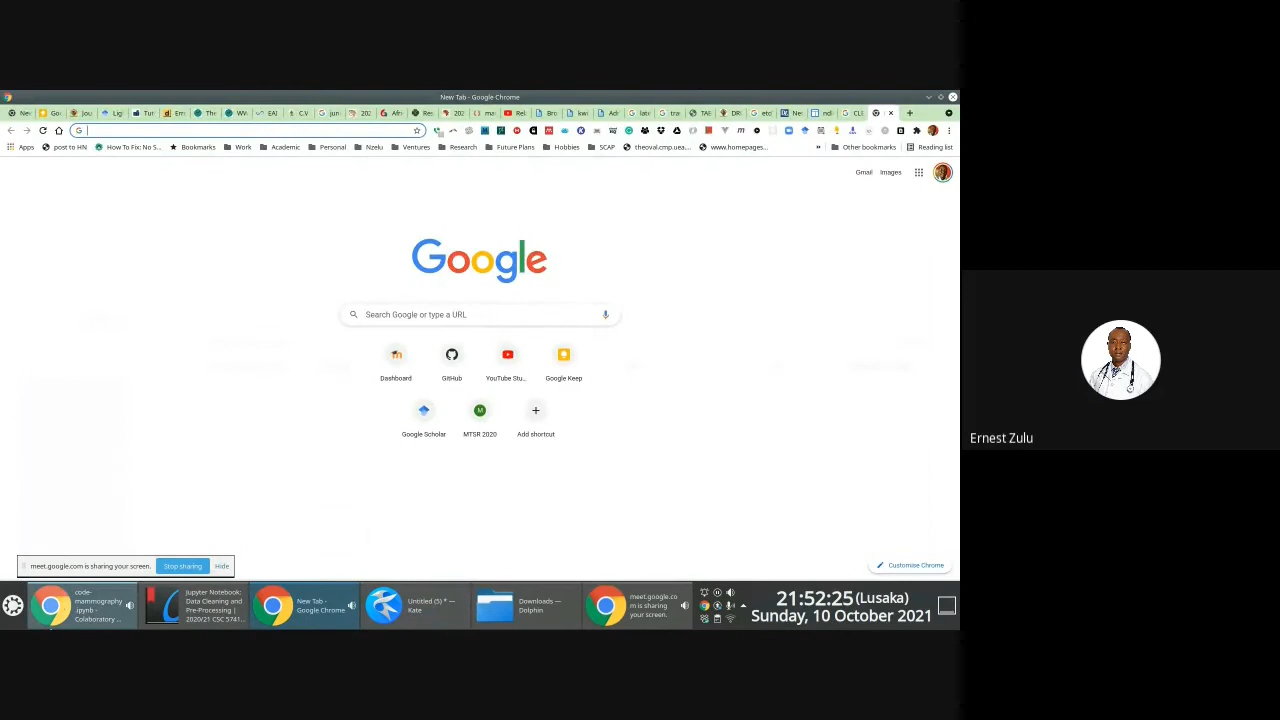 New Tab - Google Chrome
Apps post to HN How To Fix: No S... Bookmarks Work Academic Personal Nzelu Ventures Research Future Plans Hobbies SCAP theoval.cmp.uea.... www.homepages... » Other bookmarks Reading list
Gmail Images
Google
Search Google or type a URL
Dashboard GitHub YouTube Stu... Google Keep
M
Google Scholar MTSR 2020 Add shortcut
Ernest Zulu
meet.google.com is sharing your screen. Stop sharing Hide
Customise Chrome
code-
mammography
.ipynb -
Colaboratory ...
Jupyter Notebook:
Data Cleaning and
Pre-Processing |
2020/21 CSC 5741...
New Tab -
Google Chrome
Untitled (5) * —
Kate
Downloads —
Dolphin
meet.google.co
m is sharing
your screen.
21:52:25 (Lusaka)
Sunday, 10 October 2021